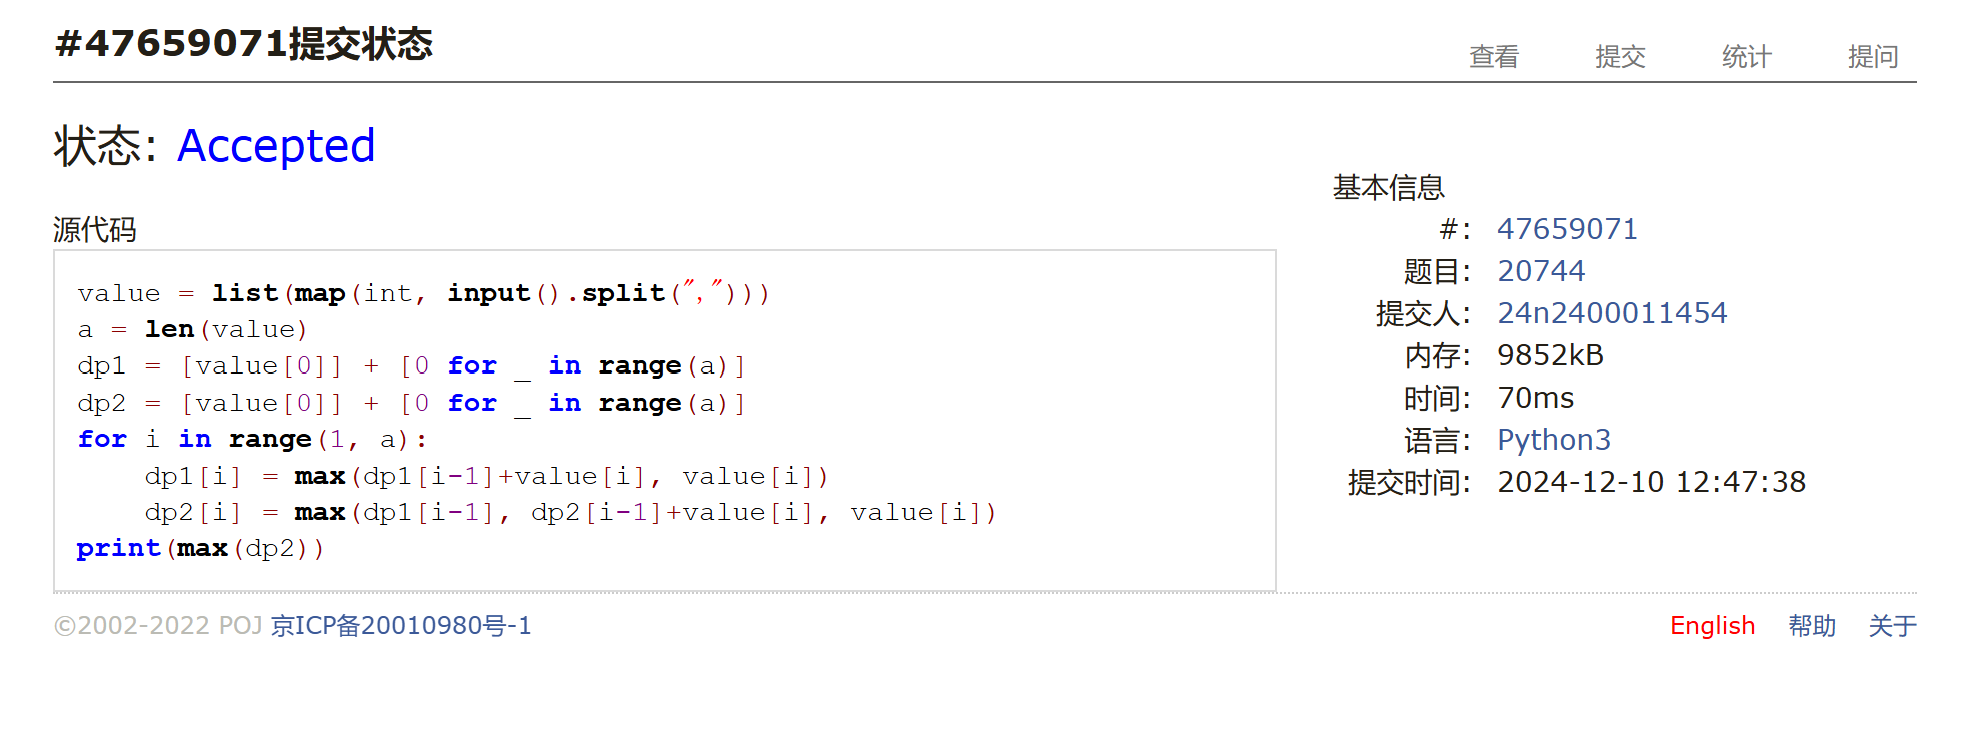 #47659071提交状态
查看 提交 统计 提问
状态: Accepted
源代码
value = list(map(int, input().split(",")))
a = len(value)
dp1 = [value[0]] + [0 for _ in range(a)]
dp2 = [value[0]] + [0 for _ in range(a)]
for i in range(1, a):
    dp1[i] = max(dp1[i-1]+value[i], value[i])
    dp2[i] = max(dp1[i-1], dp2[i-1]+value[i], value[i])
print(max(dp2))
基本信息
#: 47659071
题目: 20744
提交人: 24n2400011454
内存: 9852kB
时间: 70ms
语言: Python3
提交时间: 2024-12-10 12:47:38
©2002-2022 POJ 京ICP备20010980号-1
English 帮助 关于